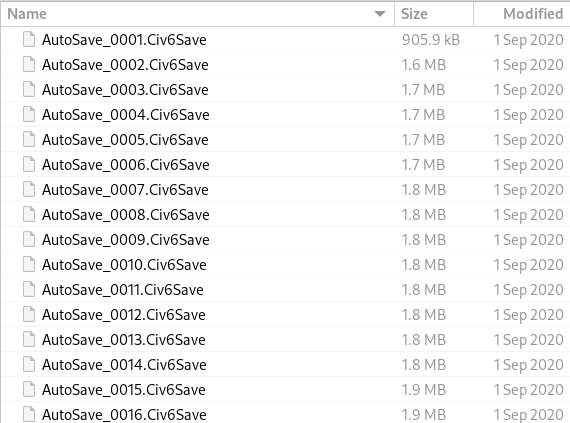 Name Size Modified
AutoSave_0001.Civ6Save 905.9 kB 1 Sep 2020
AutoSave_0002.Civ6Save 1.6 MB 1 Sep 2020
AutoSave_0003.Civ6Save 1.7 MB 1 Sep 2020
AutoSave_0004.Civ6Save 1.7 MB 1 Sep 2020
AutoSave_0005.Civ6Save 1.7 MB 1 Sep 2020
AutoSave_0006.Civ6Save 1.7 MB 1 Sep 2020
AutoSave_0007.Civ6Save 1.8 MB 1 Sep 2020
AutoSave_0008.Civ6Save 1.8 MB 1 Sep 2020
AutoSave_0009.Civ6Save 1.8 MB 1 Sep 2020
AutoSave_0010.Civ6Save 1.8 MB 1 Sep 2020
AutoSave_0011.Civ6Save 1.8 MB 1 Sep 2020
AutoSave_0012.Civ6Save 1.8 MB 1 Sep 2020
AutoSave_0013.Civ6Save 1.8 MB 1 Sep 2020
AutoSave_0014.Civ6Save 1.8 MB 1 Sep 2020
AutoSave_0015.Civ6Save 1.9 MB 1 Sep 2020
AutoSave_0016.Civ6Save 1.9 MB 1 Sep 2020